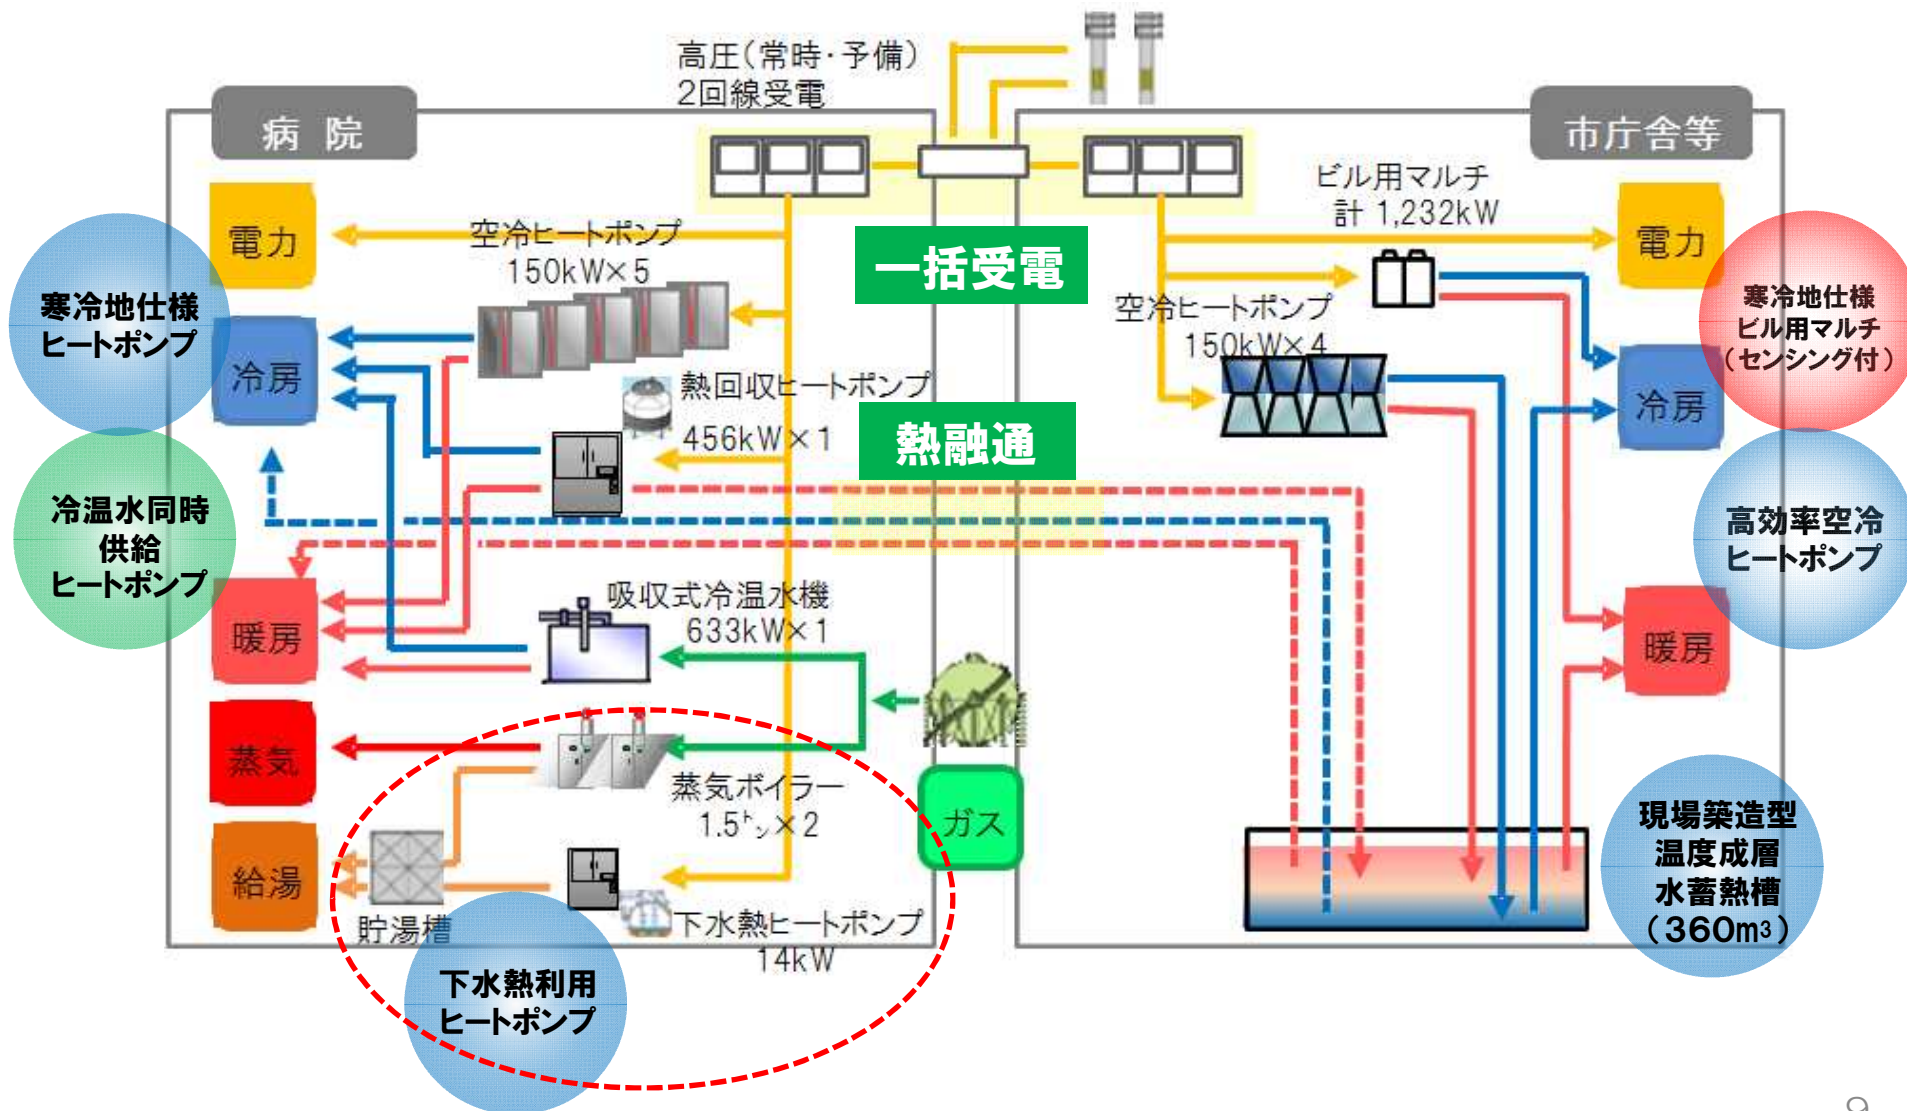 高圧（常時・予備）
2回線受電
病 院
市庁舎等
電力
空冷ヒートポンプ
150kW×5
一括受電
ビル用マルチ
計 1,232kW
電力
寒冷地仕様
ヒートポンプ
寒冷地仕様
ビル用マルチ
（センシング付）
空冷ヒートポンプ
150kW×4
冷房
熱回収ヒートポンプ
456kW×1
熱融通
冷房
冷温水同時
供給
ヒートポンプ
高効率空冷
ヒートポンプ
暖房
吸収式冷温水機
633kW×1
暖房
蒸気
蒸気ボイラー
1.5㌧×2
ガス
給湯
貯湯槽
下水熱ヒートポンプ
14kW
現場築造型
温度成層
水蓄熱槽
（360m³）
下水熱利用
ヒートポンプ
9